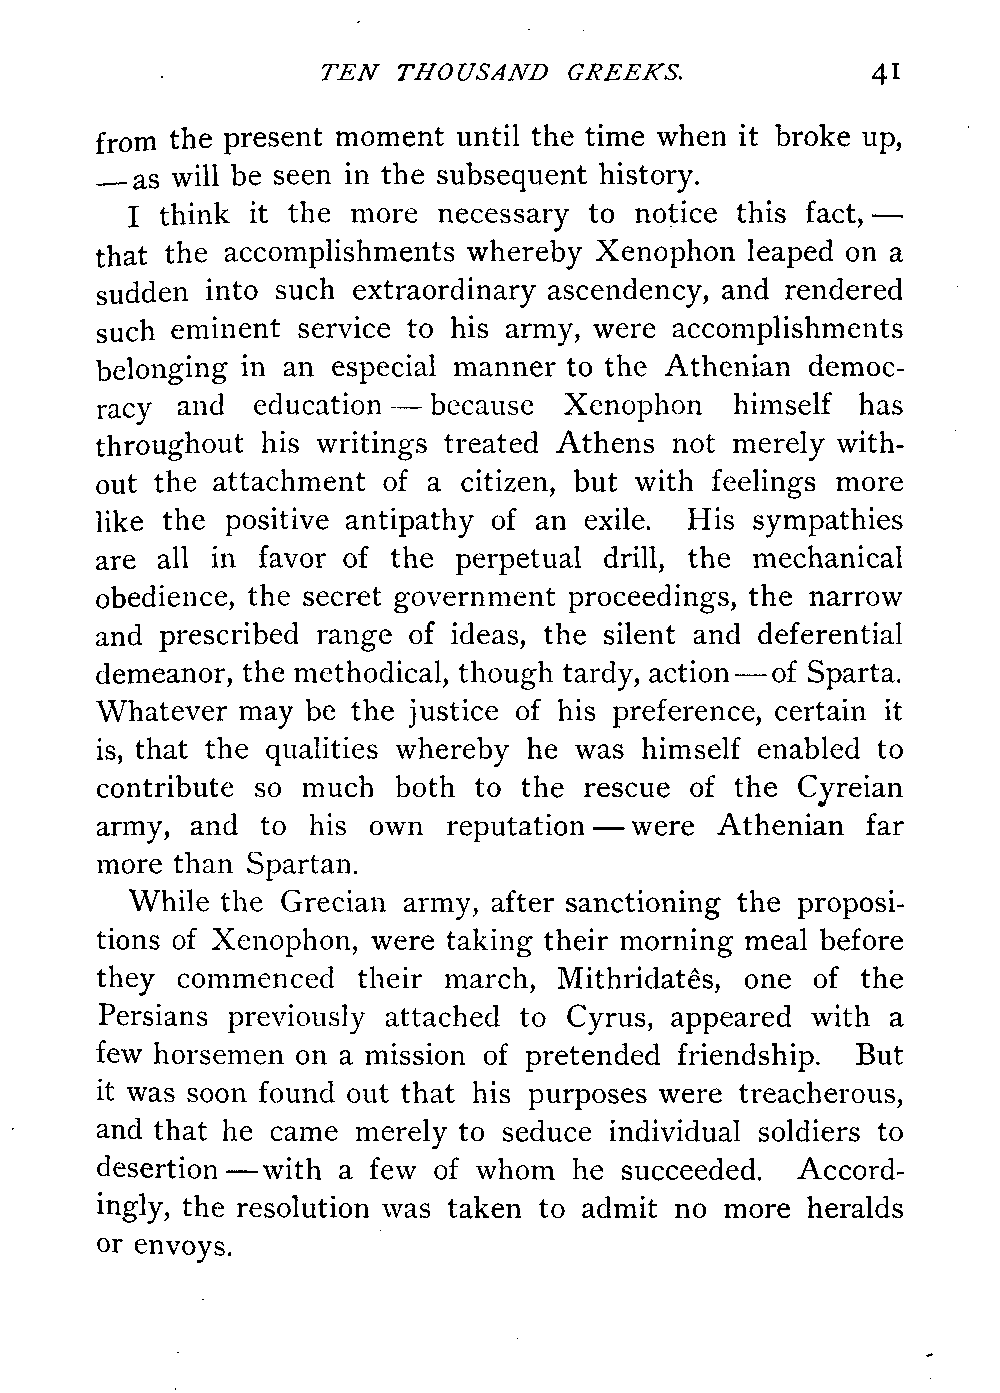 TEN THOUSAND GREEKS. 41
from the present moment until the time when it broke up,
— as will be seen in the subsequent history.
I think it the more necessary to notice this fact, —
that the accomplishments whereby Xenophon leaped on a
sudden into such extraordinary ascendency, and rendered
such eminent service to his army, were accomplishments
belonging in an especial manner to the Athenian democ-
racy and education — because Xenophon himself has
throughout his writings treated Athens not merely with-
out the attachment of a citizen, but with feelings more
like the positive antipathy of an exile. His sympathies
are all in favor of the perpetual drill, the mechanical
obedience, the secret government proceedings, the narrow
and prescribed range of ideas, the silent and deferential
demeanor, the methodical, though tardy, action — of Sparta.
Whatever may be the justice of his preference, certain it
is, that the qualities whereby he was himself enabled to
contribute so much both to the rescue of the Cyreian
army, and to his own reputation — were Athenian far
more than Spartan.
While the Grecian army, after sanctioning the proposi-
tions of Xenophon, were taking their morning meal before
they commenced their march, Mithridatês, one of the
Persians previously attached to Cyrus, appeared with a
few horsemen on a mission of pretended friendship. But
it was soon found out that his purposes were treacherous,
and that he came merely to seduce individual soldiers to
desertion — with a few of whom he succeeded. Accord-
ingly, the resolution was taken to admit no more heralds
or envoys.